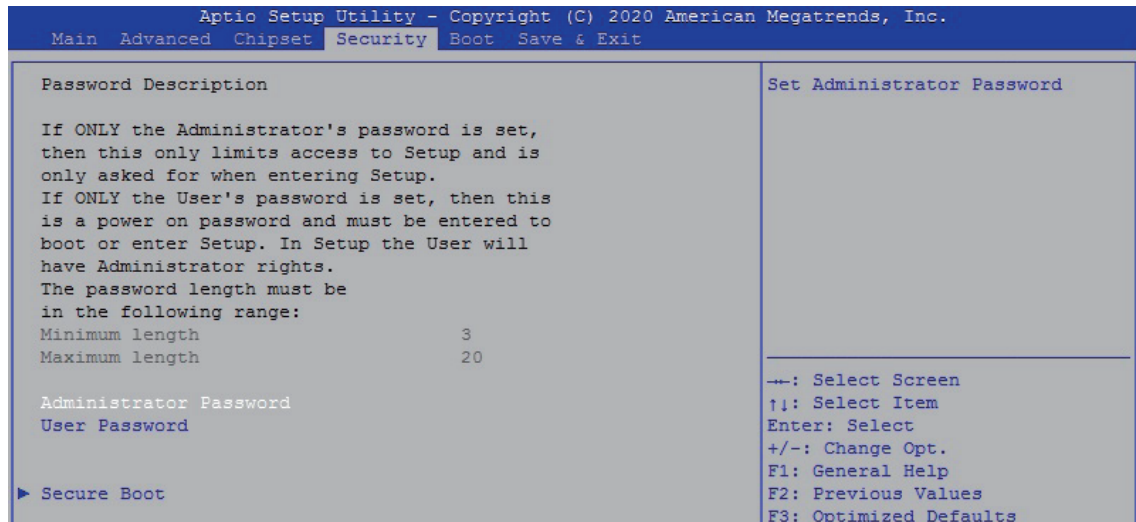 Aptio Setup Utility – Copyright (C) 2020 American Megatrends, Inc.
Main Advanced Chipset Security Boot Save & Exit
Password Description
If ONLY the Administrator's password is set,
then this only limits access to Setup and is
only asked for when entering Setup.
If ONLY the User's password is set, then this
is a power on password and must be entered to
boot or enter Setup. In Setup the User will
have Administrator rights.
The password length must be
in the following range:
Minimum length 3
Maximum length 20
Administrator Password
User Password
▶ Secure Boot
Set Administrator Password
→←: Select Screen
↑↓: Select Item
Enter: Select
+/-: Change Opt.
F1: General Help
F2: Previous Values
F3: Optimized Defaults